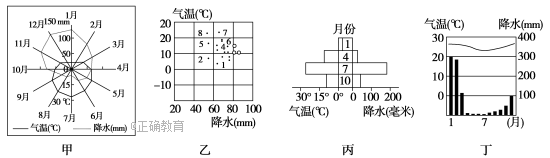 12月 150 mm 1月
2月
11月 100 3月
50
10月 0 4月
15
9月 5月
30 ℃
8月 7月 6月
气温(℃) 降水(mm)
甲
气温(℃)
20
20
10
0
-10
8 7
5 6
4
2 3
1
20 40 60 80 100
降水(mm)
乙
月份
1
4
7
10
30° 15° 0° 0 100 200
气温(℃) 降水(毫米)
丙
气温(℃) 降水(mm)
30 400
15 300
0 200
100
1 7 (月)
丁
@正确教育